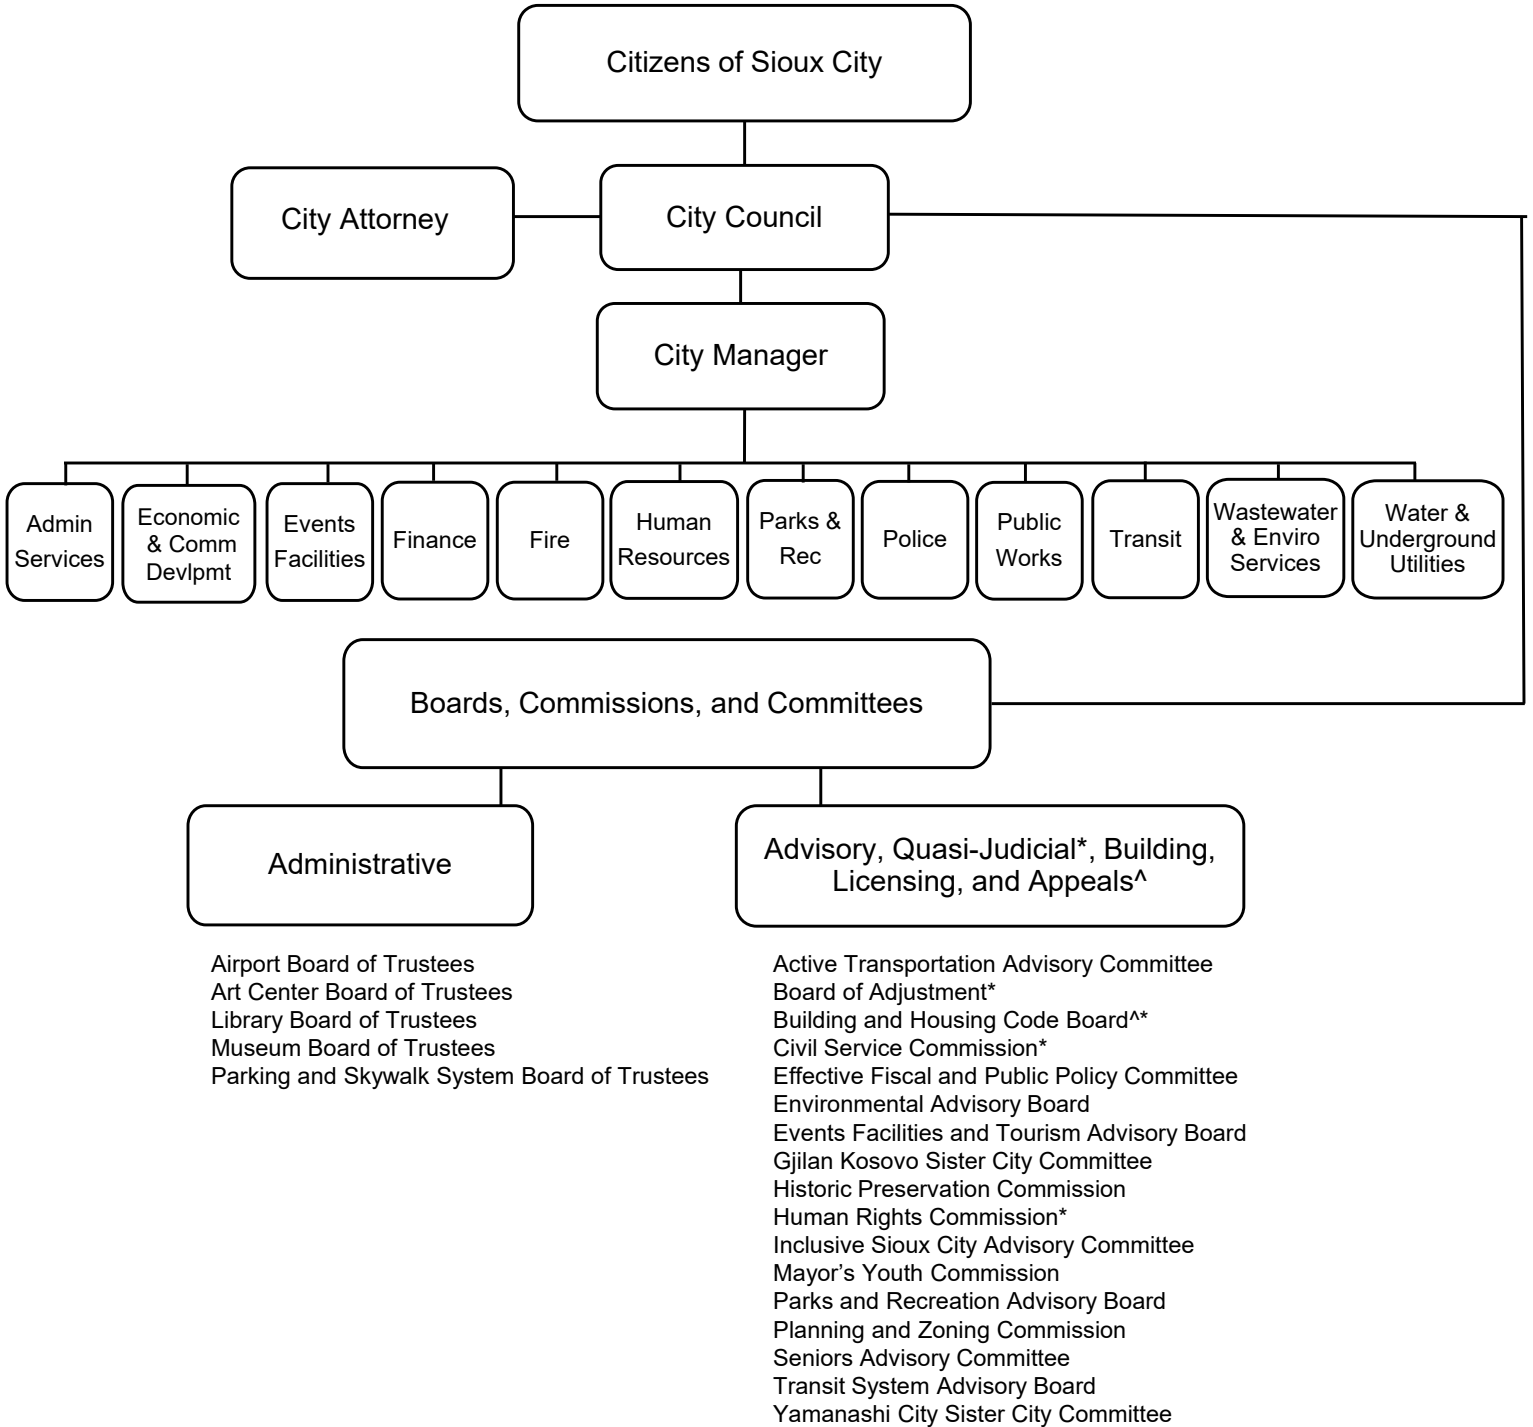 Citizens of Sioux City
City Attorney
City Council
City Manager
Admin
Services
Economic
& Comm
Devlpmt
Events
Facilities
Finance
Fire
Human
Resources
Parks &
Rec
Police
Public
Works
Transit
Wastewater
& Enviro
Services
Water &
Underground
Utilities
Boards, Commissions, and Committees
Administrative
Airport Board of Trustees
Art Center Board of Trustees
Library Board of Trustees
Museum Board of Trustees
Parking and Skywalk System Board of Trustees
Advisory, Quasi-Judicial*, Building,
Licensing, and Appeals^
Active Transportation Advisory Committee
Board of Adjustment*
Building and Housing Code Board^*
Civil Service Commission*
Effective Fiscal and Public Policy Committee
Environmental Advisory Board
Events Facilities and Tourism Advisory Board
Gjilan Kosovo Sister City Committee
Historic Preservation Commission
Human Rights Commission*
Inclusive Sioux City Advisory Committee
Mayor’s Youth Commission
Parks and Recreation Advisory Board
Planning and Zoning Commission
Seniors Advisory Committee
Transit System Advisory Board
Yamanashi City Sister City Committee